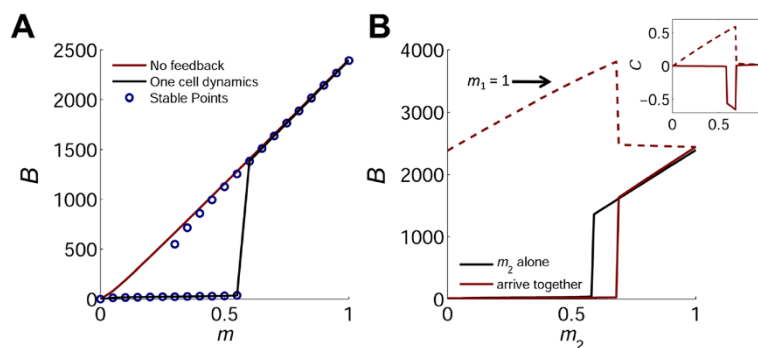 A
2500
2000
1500
1000
500
0
B
0
0.5
1
m
No feedback
One cell dynamics
Stable Points
B
4000
3000
2000
1000
0
B
0
0.5
1
m2
m1 = 1
m2 alone
arrive together
0.5
0
−0.5
C
0
0.5